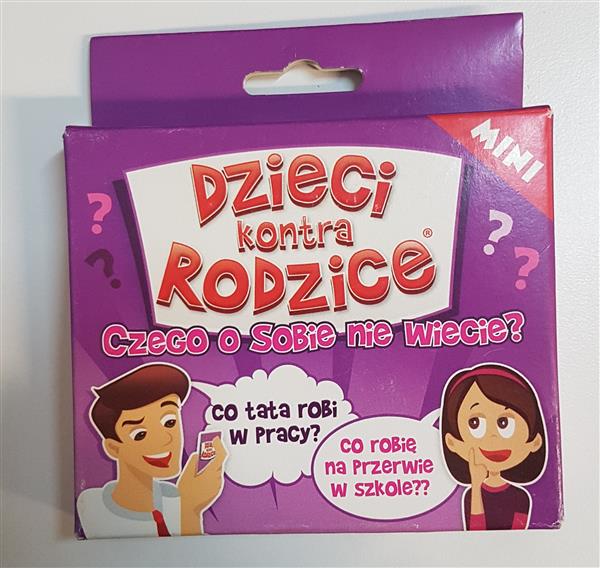 MINI
Dzieci
kontra
Rodzice®
Czego o sobie nie wiecie?
co tata robi
w pracy?
co robię
na przerwie
w szkole??